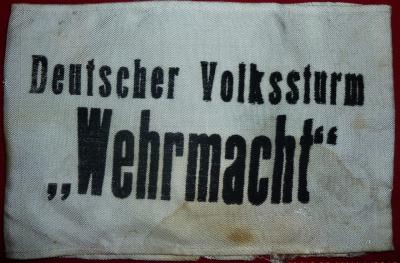 Deutscher Volkssturm
„Wehrmacht“